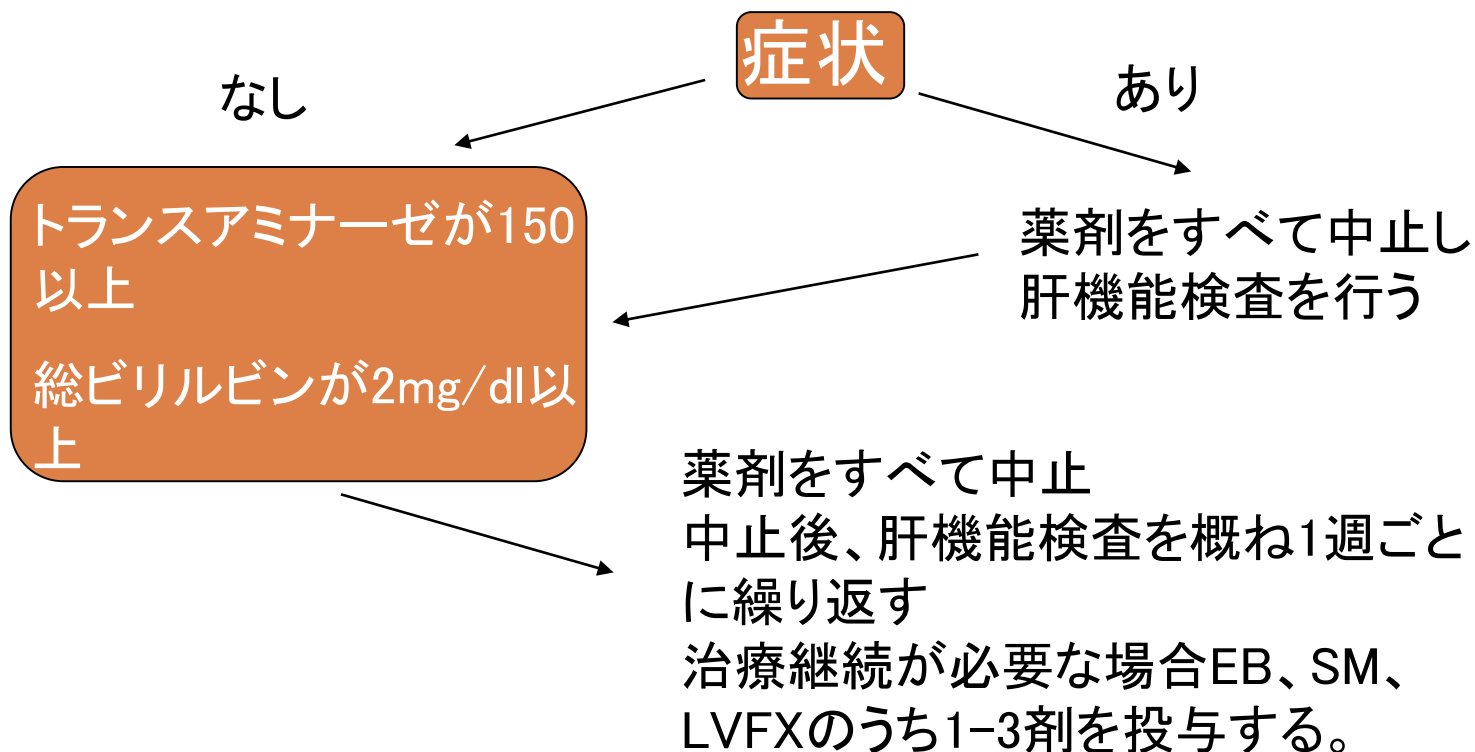 症状
なし
あり
トランスアミナーゼが150
以上
総ビリルビンが2mg/dl以
上
薬剤をすべて中止し
肝機能検査を行う
薬剤をすべて中止
中止後、肝機能検査を概ね1週ごと
に繰り返す
治療継続が必要な場合EB、SM、
LVFXのうち1-3剤を投与する。